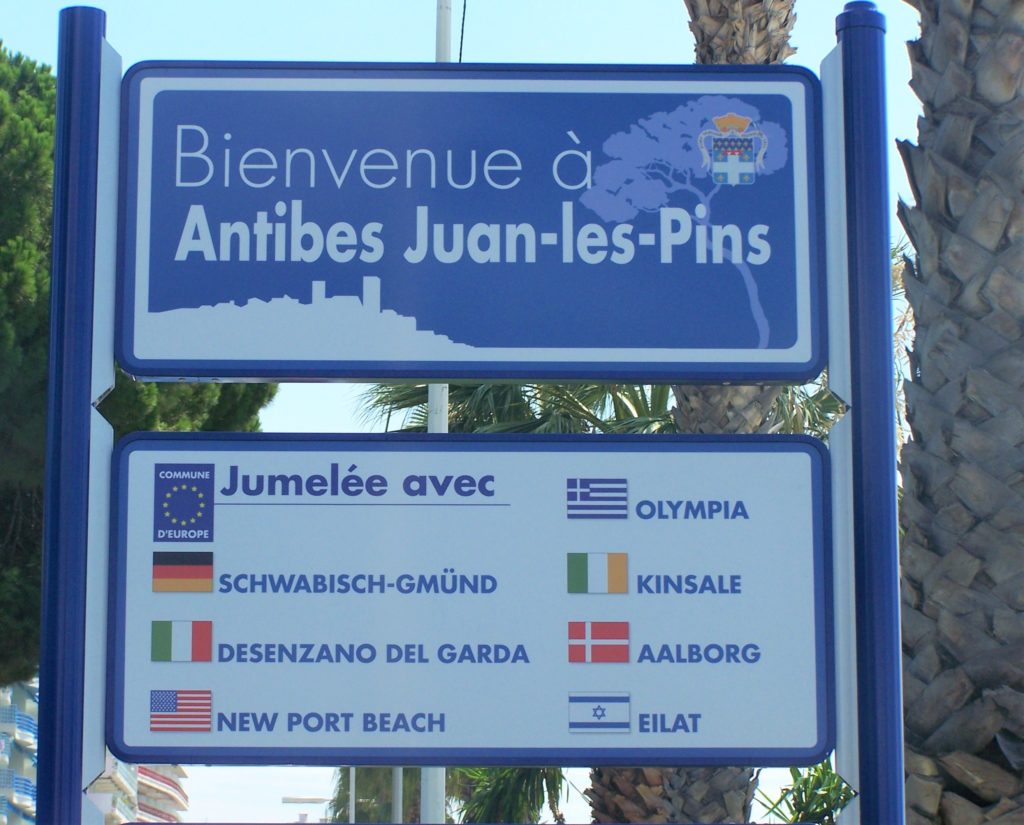 Bienvenue à
Antibes Juan-les-Pins
COMMUNE
D'EUROPE
Jumelée avec
SCHWABISCH-GMÜND
DESENZANO DEL GARDA
NEW PORT BEACH
OLYMPIA
KINSALE
AALBORG
EILAT